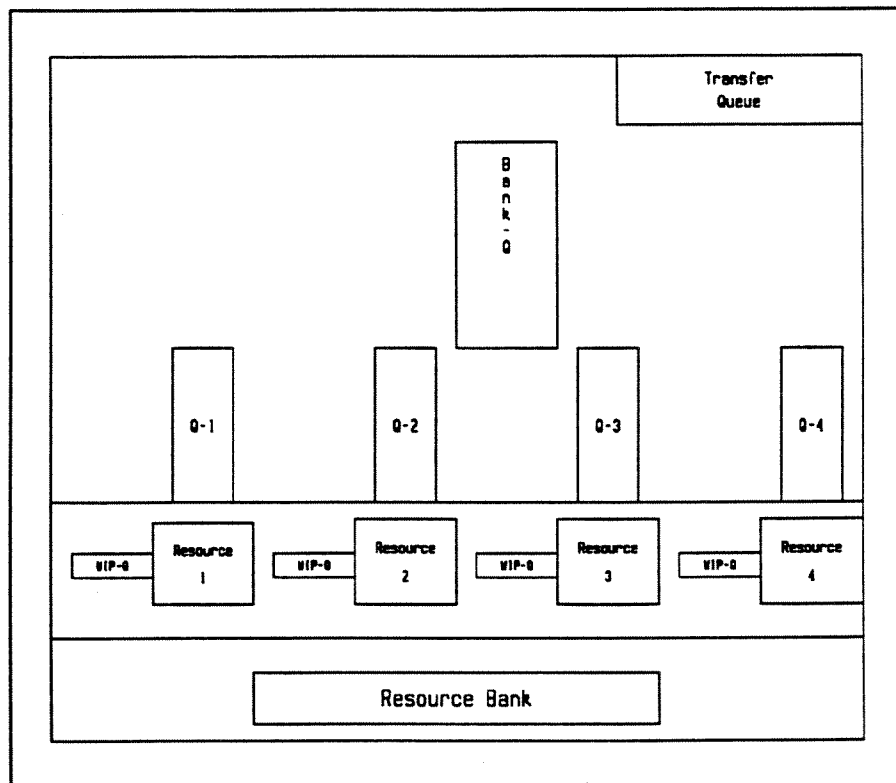 Transfer
Queue
B
a
n
k
-
Q
Q-1
Q-2
Q-3
Q-4
WIP-Q
Resource
1
WIP-Q
Resource
2
WIP-Q
Resource
3
WIP-Q
Resource
4
Resource Bank